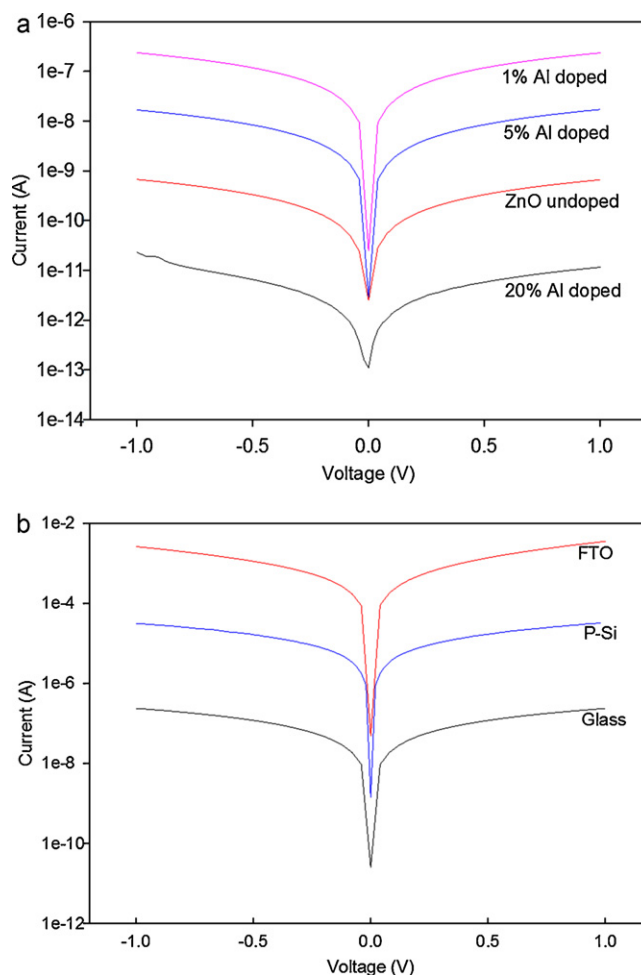 a
1e-6
1e-7
1% Al doped
1e-8
5% Al doped
1e-9
ZnO undoped
1e-10
1e-11
20% Al doped
1e-12
1e-13
1e-14
Current (A)
-1.0 -0.5 0.0 0.5 1.0
Voltage (V)
b
1e-2
FTO
1e-4
P-Si
1e-6
Glass
1e-8
1e-10
1e-12
Current (A)
-1.0 -0.5 0.0 0.5 1.0
Voltage (V)